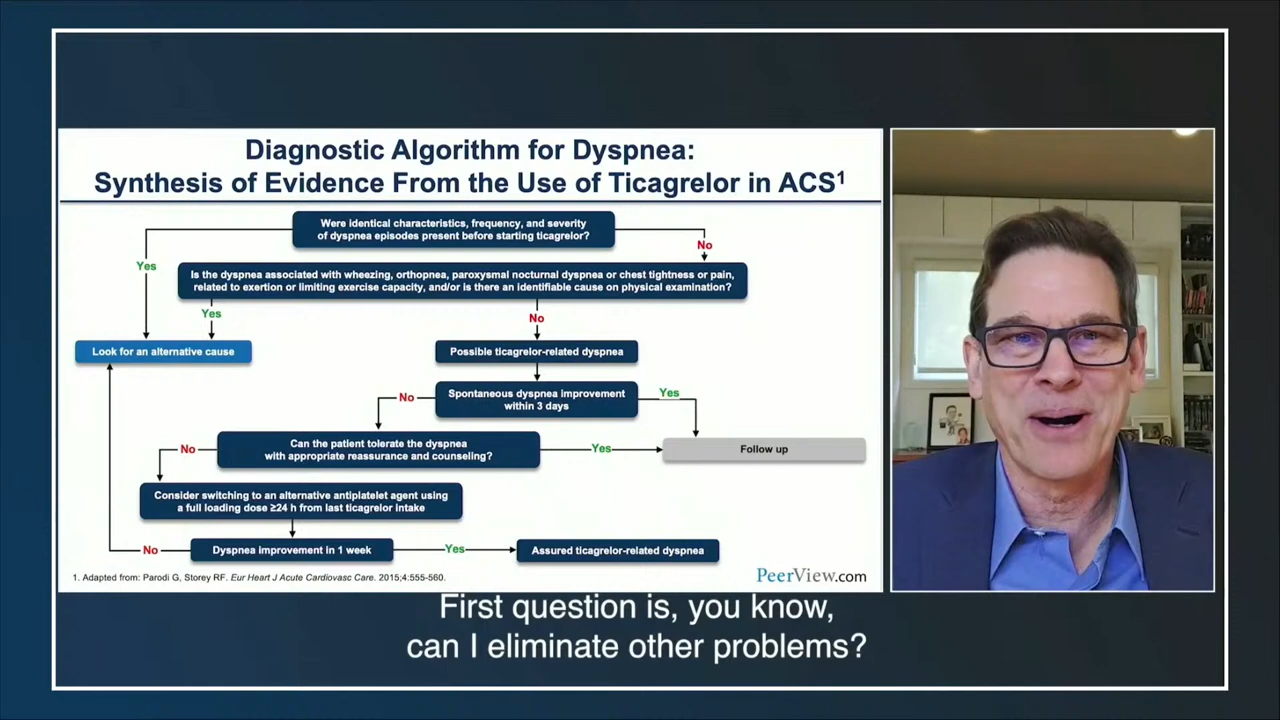 Diagnostic Algorithm for Dyspnea:
Synthesis of Evidence From the Use of Ticagrelor in ACS1
Were identical characteristics, frequency, and severity
of dyspnea episodes present before starting ticagrelor?
Yes
No
Is the dyspnea associated with wheezing, orthopnea, paroxysmal nocturnal dyspnea or chest tightness or pain,
related to exertion or limiting exercise capacity, and/or is there an identifiable cause on physical examination?
Yes
No
Look for an alternative cause
Possible ticagrelor-related dyspnea
No
Spontaneous dyspnea improvement
within 3 days
Yes
No
Can the patient tolerate the dyspnea
with appropriate reassurance and counseling?
Yes
Follow up
Consider switching to an alternative antiplatelet agent using
a full loading dose ≥24 h from last ticagrelor intake
No
Dyspnea improvement in 1 week
Yes
Assured ticagrelor-related dyspnea
1. Adapted from: Parodi G, Storey RF. Eur Heart J Acute Cardiovasc Care. 2015;4:555-560.
PeerView.com
First question is, you know,
can I eliminate other problems?